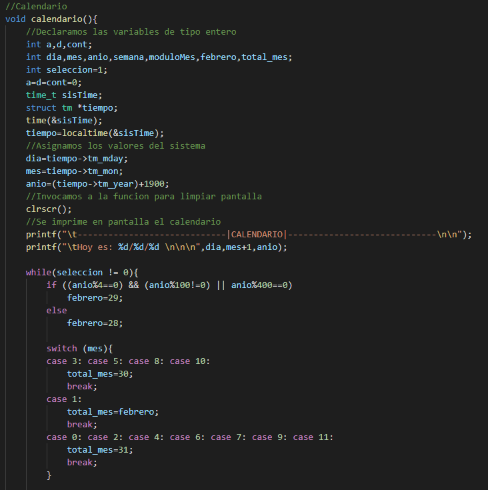 //Calendario
void calendario(){
    //Declaramos las variables de tipo entero
    int a,d,cont;
    int dia,mes,anio,semana,moduloMes,febrero,total_mes;
    int seleccion=1;
    a=d=cont=0;
    time_t sisTime;
    struct tm *tiempo;
    time(&sisTime);
    tiempo=localtime(&sisTime);
    //Asignamos los valores del sistema
    dia=tiempo->tm_mday;
    mes=tiempo->tm_mon;
    anio=(tiempo->tm_year)+1900;
    //Invocamos a la funcion para limpiar pantalla
    clrscr();
    //Se imprime en pantalla el calendario
    printf("\t-----------------------------|CALENDARIO|-----------------------------\n\n");
    printf("\tHoy es: %d/%d/%d \n\n\n",dia,mes+1,anio);

    while(seleccion != 0){
        if ((anio%4==0) && (anio%100!=0) || anio%400==0)
            febrero=29;
        else
            febrero=28;

        switch (mes){
        case 3: case 5: case 8: case 10:
            total_mes=30;
            break;
        case 1:
            total_mes=febrero;
            break;
        case 0: case 2: case 4: case 6: case 7: case 9: case 11:
            total_mes=31;
            break;
        }